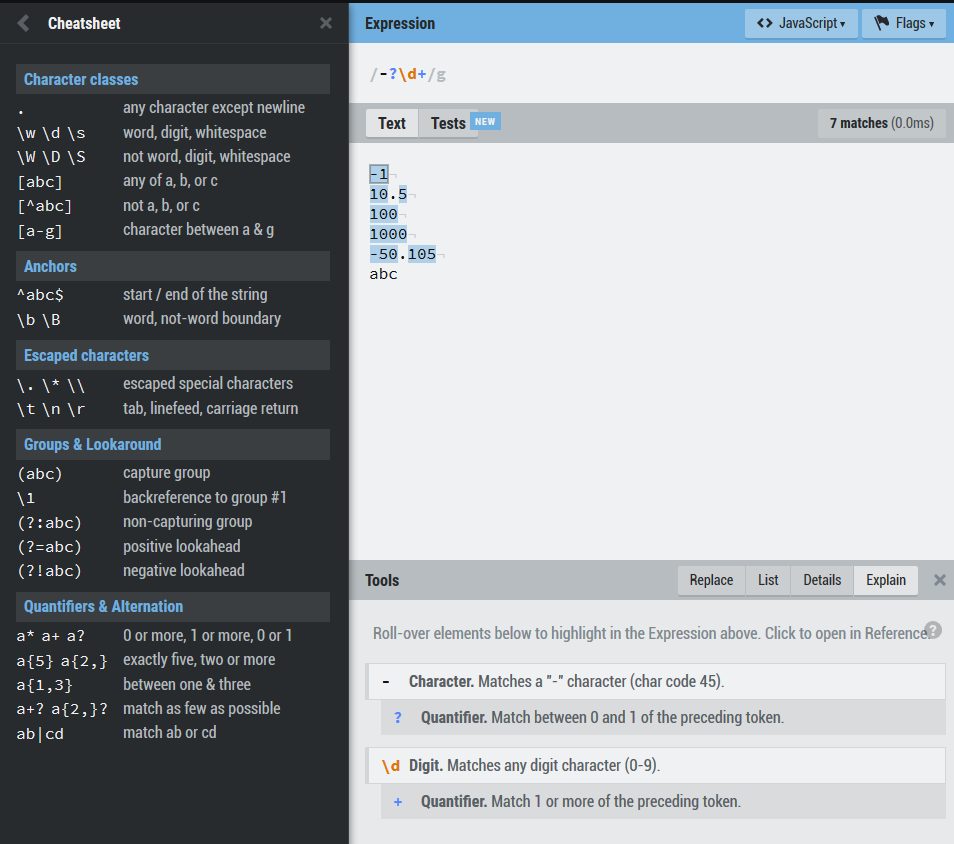 Cheatsheet
Character classes
. any character except newline
\w \d \s word, digit, whitespace
\W \D \S not word, digit, whitespace
[abc] any of a, b, or c
[^abc] not a, b, or c
[a-g] character between a & g
Anchors
^abc$ start / end of the string
\b \B word, not-word boundary
Escaped characters
\. \* \\ escaped special characters
\t \n \r tab, linefeed, carriage return
Groups & Lookaround
(abc) capture group
\1 backreference to group #1
(?:abc) non-capturing group
(?=abc) positive lookahead
(?!abc) negative lookahead
Quantifiers & Alternation
a* a+ a? 0 or more, 1 or more, 0 or 1
a{5} a{2,} exactly five, two or more
a{1,3} between one & three
a+? a{2,}? match as few as possible
ab|cd match ab or cd
Expression
<> JavaScript
Flags
/-?\d+/g
Text Tests NEW
7 matches (0.0ms)
-1
10.5
100
1000
-50.105
abc
Tools
Replace List Details Explain
Roll-over elements below to highlight in the Expression above. Click to open in Reference.
?
- Character. Matches a "-" character (char code 45).
? Quantifier. Match between 0 and 1 of the preceding token.
\d Digit. Matches any digit character (0-9).
+ Quantifier. Match 1 or more of the preceding token.